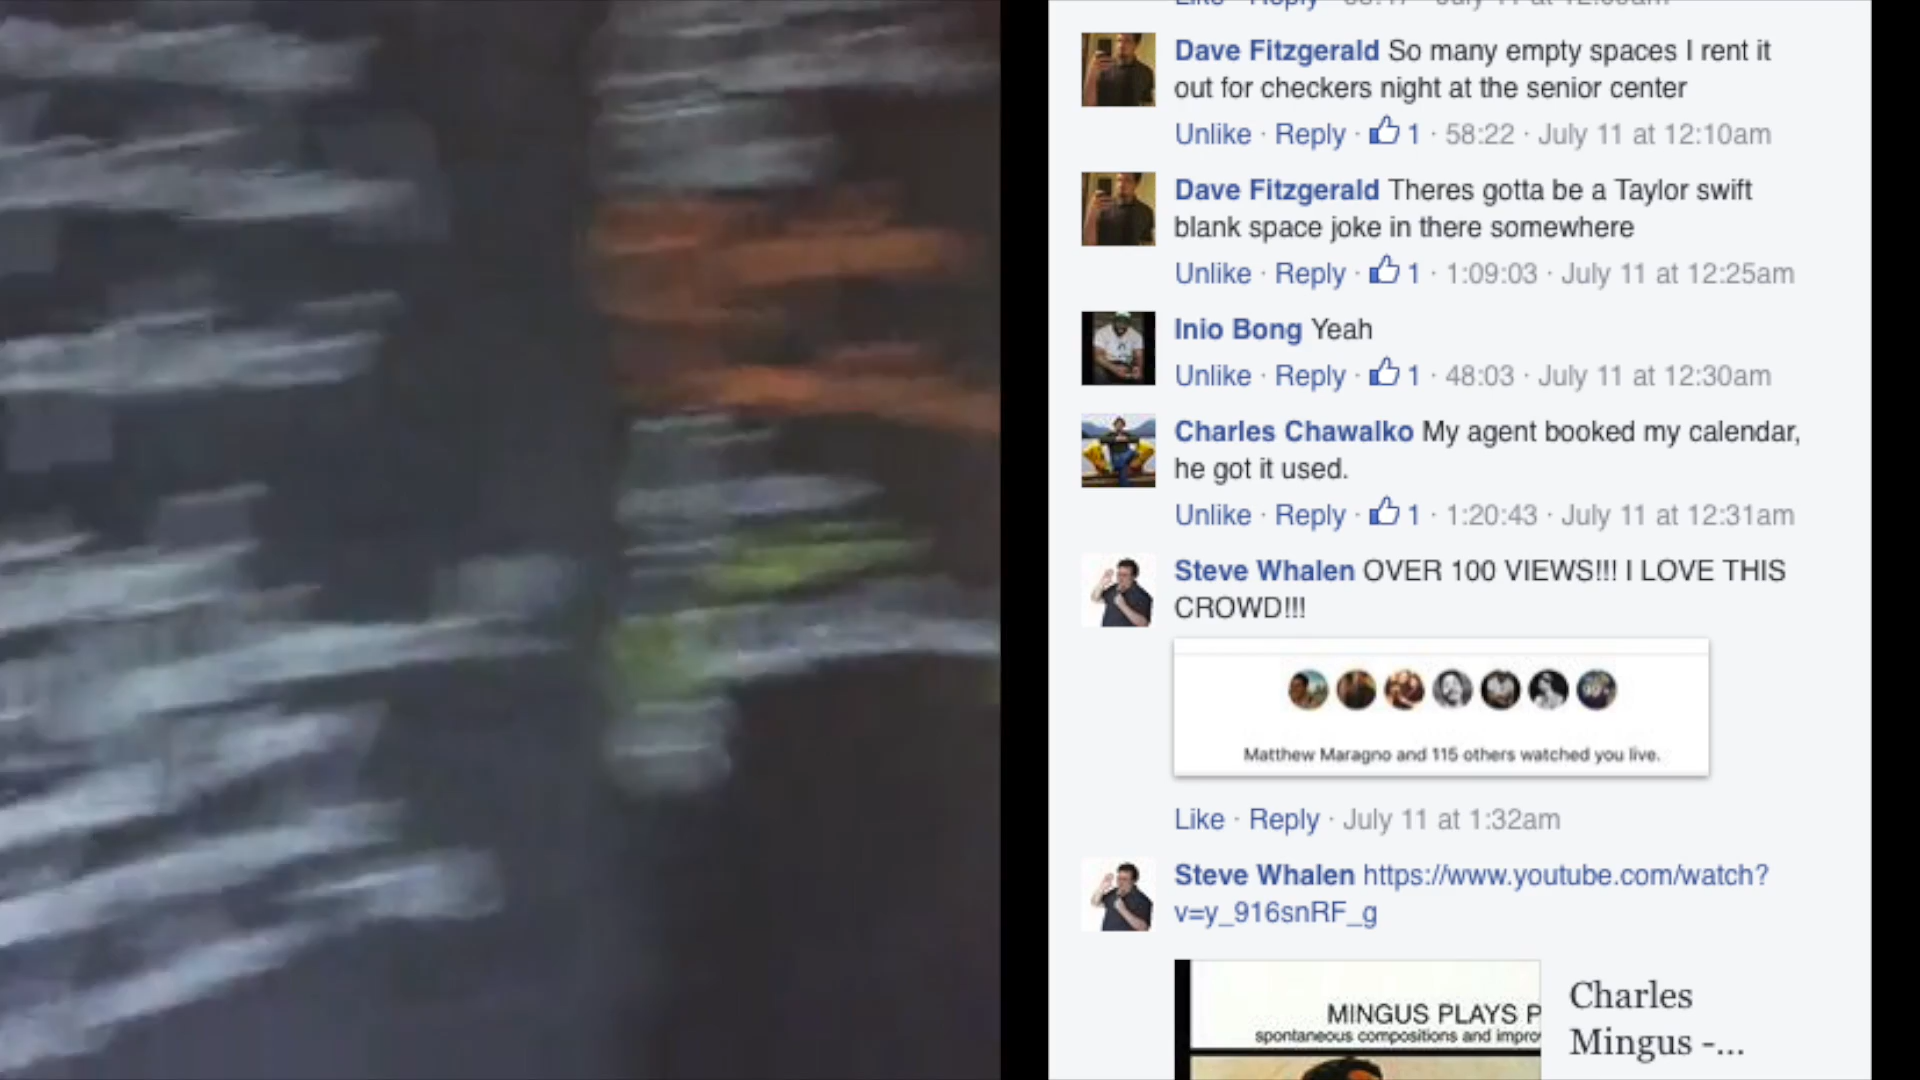 Dave Fitzgerald So many empty spaces I rent it
out for checkers night at the senior center
Unlike · Reply · 1 · 58:22 · July 11 at 12:10am
Dave Fitzgerald Theres gotta be a Taylor swift
blank space joke in there somewhere
Unlike · Reply · 1 · 1:09:03 · July 11 at 12:25am
Inio Bong Yeah
Unlike · Reply · 1 · 48:03 · July 11 at 12:30am
Charles Chawalko My agent booked my calendar,
he got it used.
Unlike · Reply · 1 · 1:20:43 · July 11 at 12:31am
Steve Whalen OVER 100 VIEWS!!! I LOVE THIS
CROWD!!!
Matthew Maragno and 115 others watched you live.
Like · Reply · July 11 at 1:32am
Steve Whalen https://www.youtube.com/watch?
v=y_916snRF_g
MINGUS PLAYS P
spontaneous compositions and impro
Charles
Mingus -...